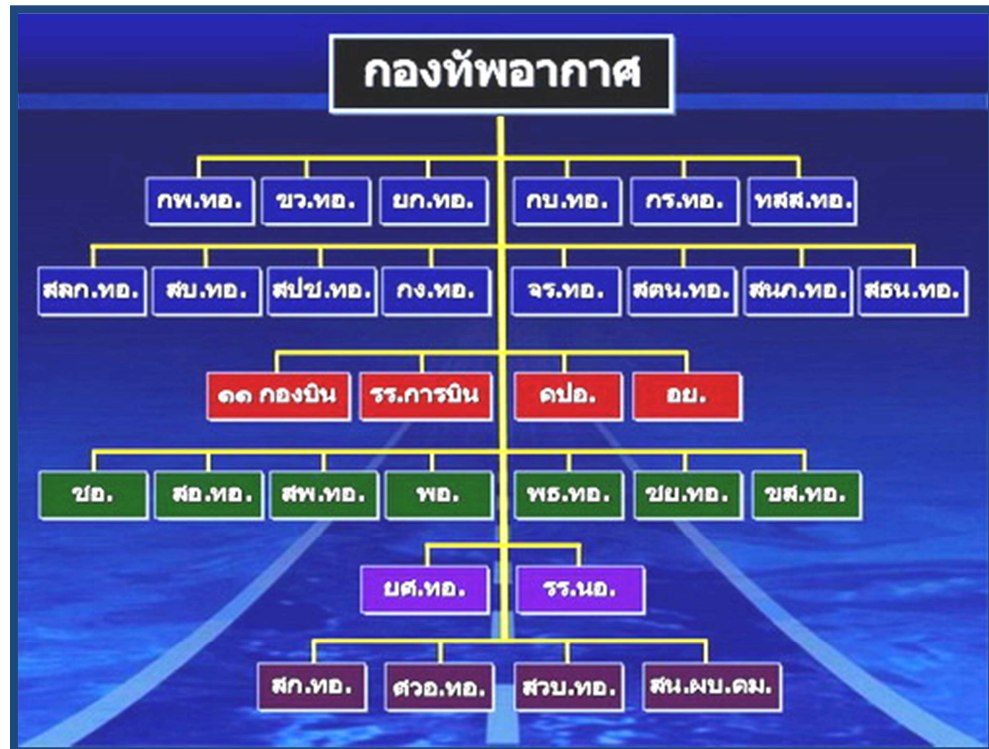 กองทัพอากาศ
กพ.ทอ. ขว.ทอ. ยก.ทอ. กบ.ทอ. กร.ทอ. ทสส.ทอ.
สลก.ทอ. สบ.ทอ. สปช.ทอ. กง.ทอ. จร.ทอ. สตน.ทอ. สนภ.ทอ. สธน.ทอ.
๑๑ กองบิน รร.การบิน คปอ. อย.
ชอ. สอ.ทอ. สพ.ทอ. พอ. พธ.ทอ. ชย.ทอ. ขส.ทอ.
ยศ.ทอ. รร.นอ.
สก.ทอ. ศวอ.ทอ. สวบ.ทอ. สน.ผบ.ดม.